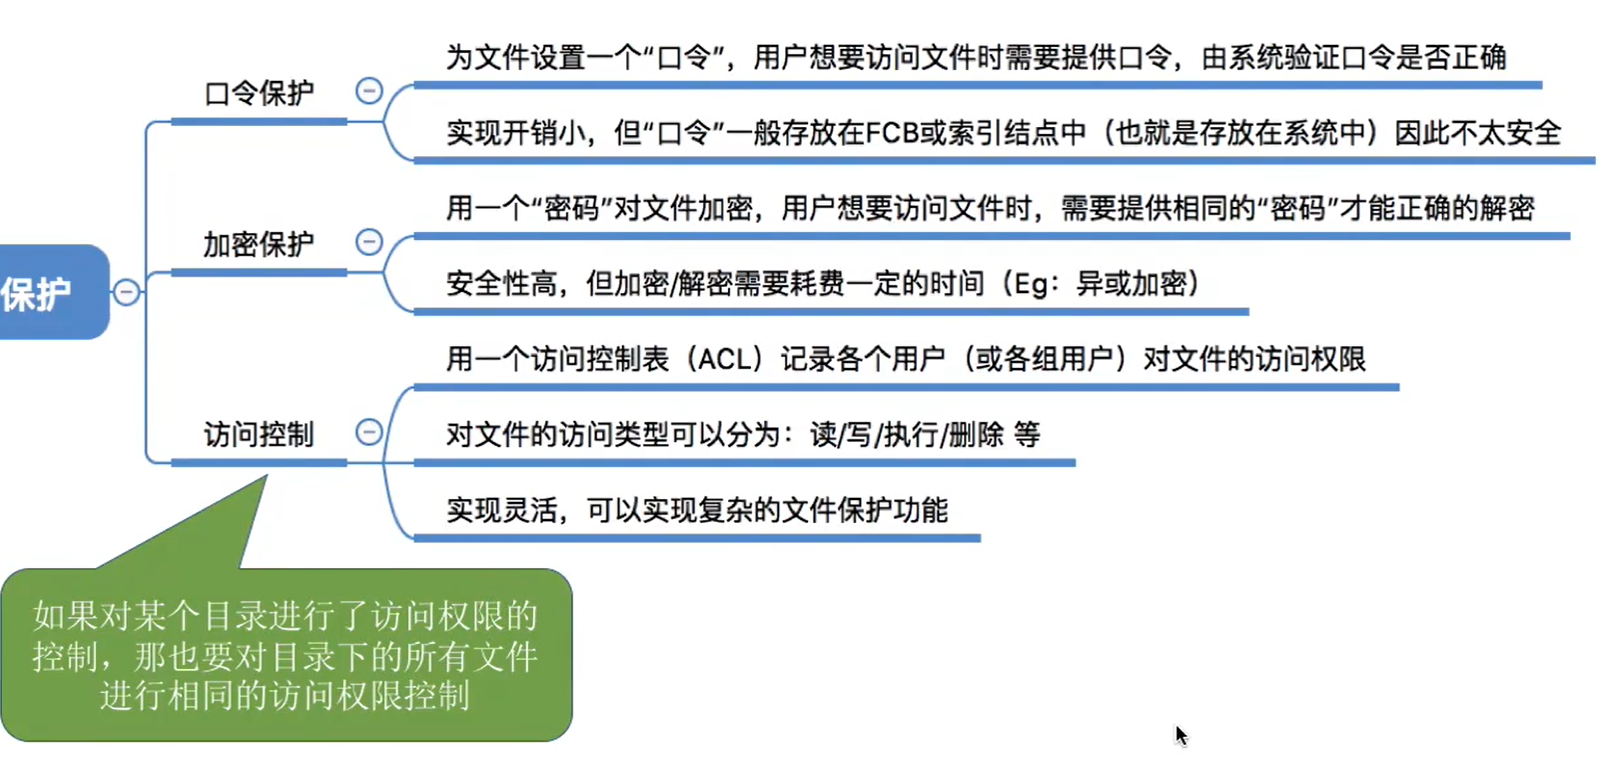 为文件设置一个“口令”，用户想要访问文件时需要提供口令，由系统验证口令是否正确
口令保护
实现开销小，但“口令”一般存放在FCB或索引结点中（也就是存放在系统中）因此不太安全
用一个“密码”对文件加密，用户想要访问文件时，需要提供相同的“密码”才能正确的解密
加密保护
安全性高，但加密/解密需要耗费一定的时间（Eg：异或加密）
保护
用一个访问控制表（ACL）记录各个用户（或各组用户）对文件的访问权限
访问控制
对文件的访问类型可以分为：读/写/执行/删除 等
实现灵活，可以实现复杂的文件保护功能
如果对某个目录进行了访问权限的
控制，那也要对目录下的所有文件
进行相同的访问权限控制